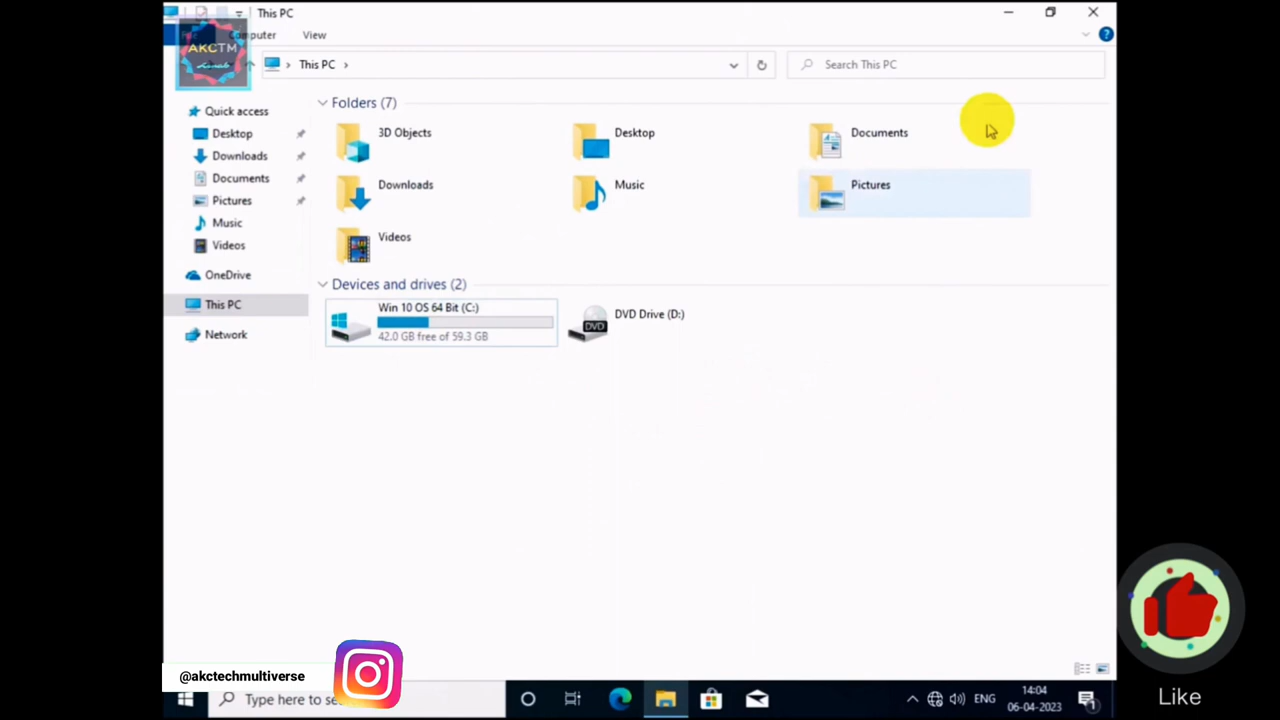 This PC
AKCTM
Computer
View
This PC
Search This PC
Quick access
Desktop
Downloads
Documents
Pictures
Music
Videos
OneDrive
This PC
Network
Folders (7)
3D Objects
Desktop
Documents
Downloads
Music
Pictures
Videos
Devices and drives (2)
Win 10 OS 64 Bit (C:)
42.0 GB free of 59.3 GB
DVD
DVD Drive (D:)
@akctechmultiverse
Type here to
ENG
14:04
06-04-2023
1
Like